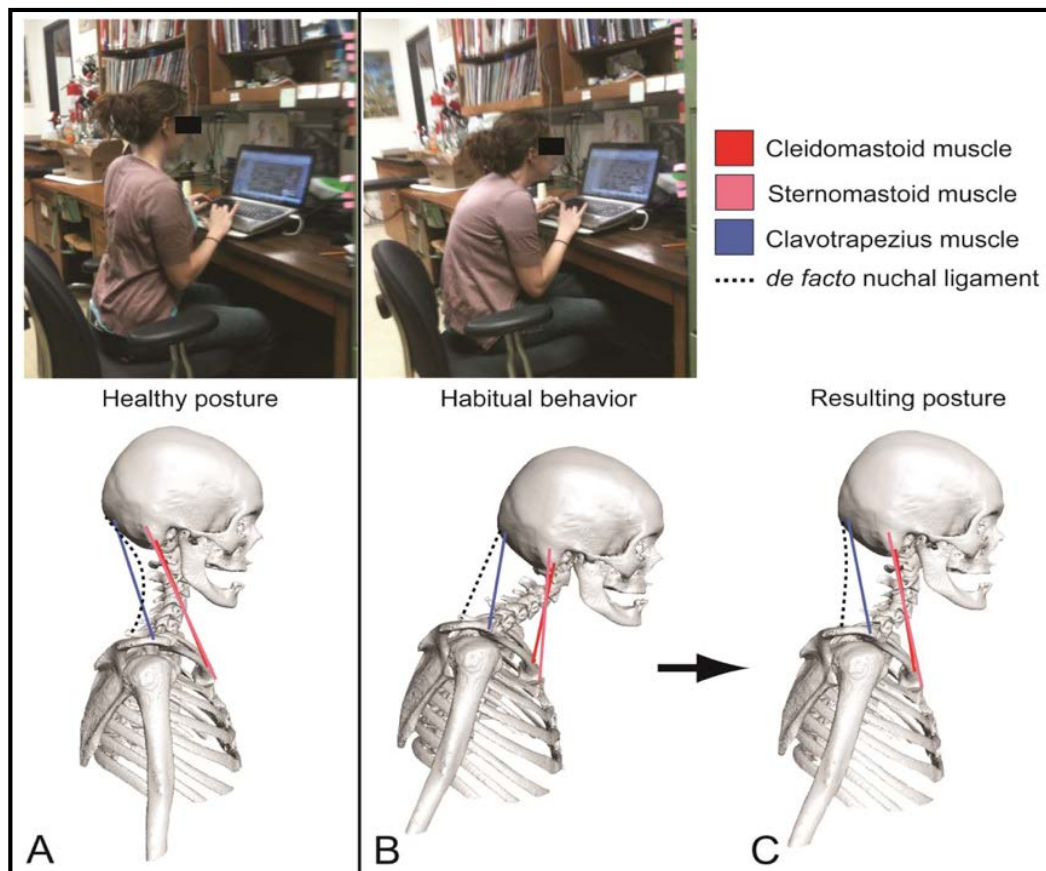 Cleidomastoid muscle
Sternomastoid muscle
Clavotrapezius muscle
de facto nuchal ligament
Healthy posture
Habitual behavior
Resulting posture
A
B
C